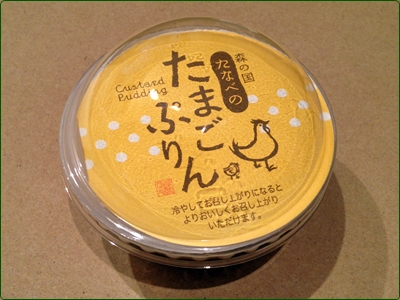 森の国
たなべの
たまご
ぷりん
Custard
Pudding
冷やしてお召し上がりになると
よりおいしくお召し上がり
いただけます。